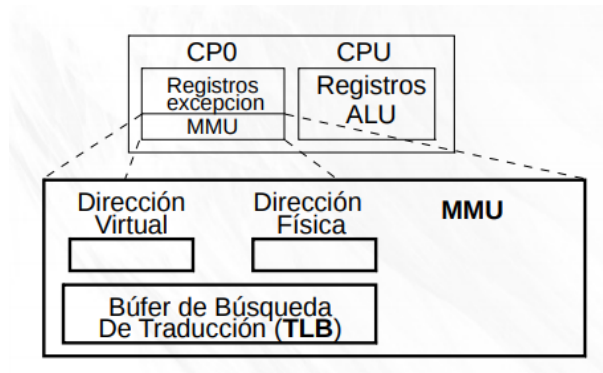 CP0
CPU
Registros
excepcion
MMU
Registros
ALU
Dirección
Virtual
Dirección
Física
MMU
Búfer de Búsqueda
De Traducción (TLB)